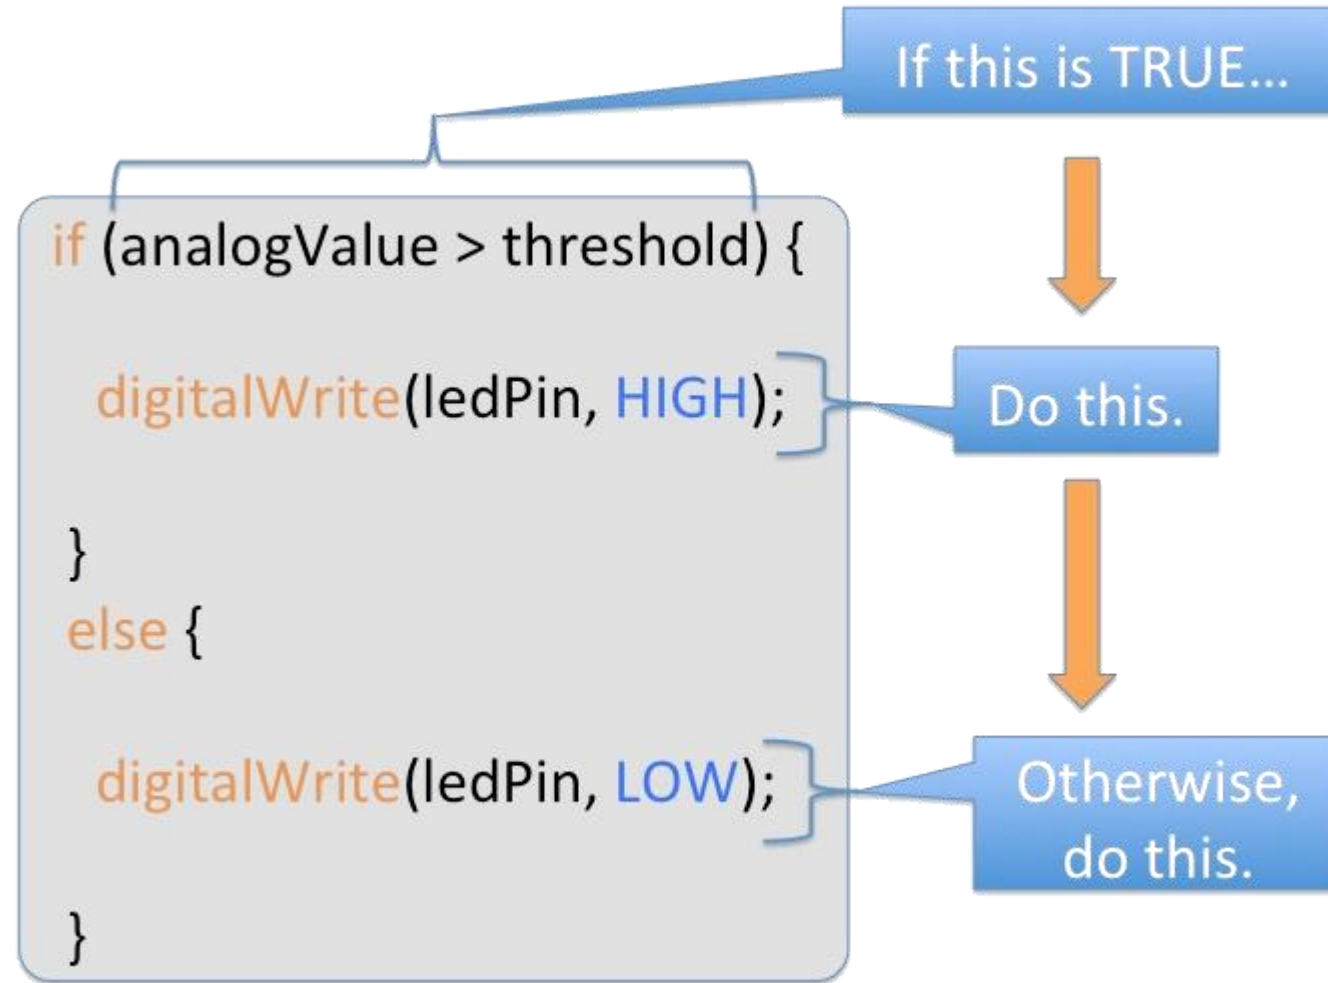 If this is TRUE...
if (analogValue > threshold) {
digitalWrite(ledPin, HIGH);
Do this.
}
else {
digitalWrite(ledPin, LOW);
Otherwise,
do this.
}